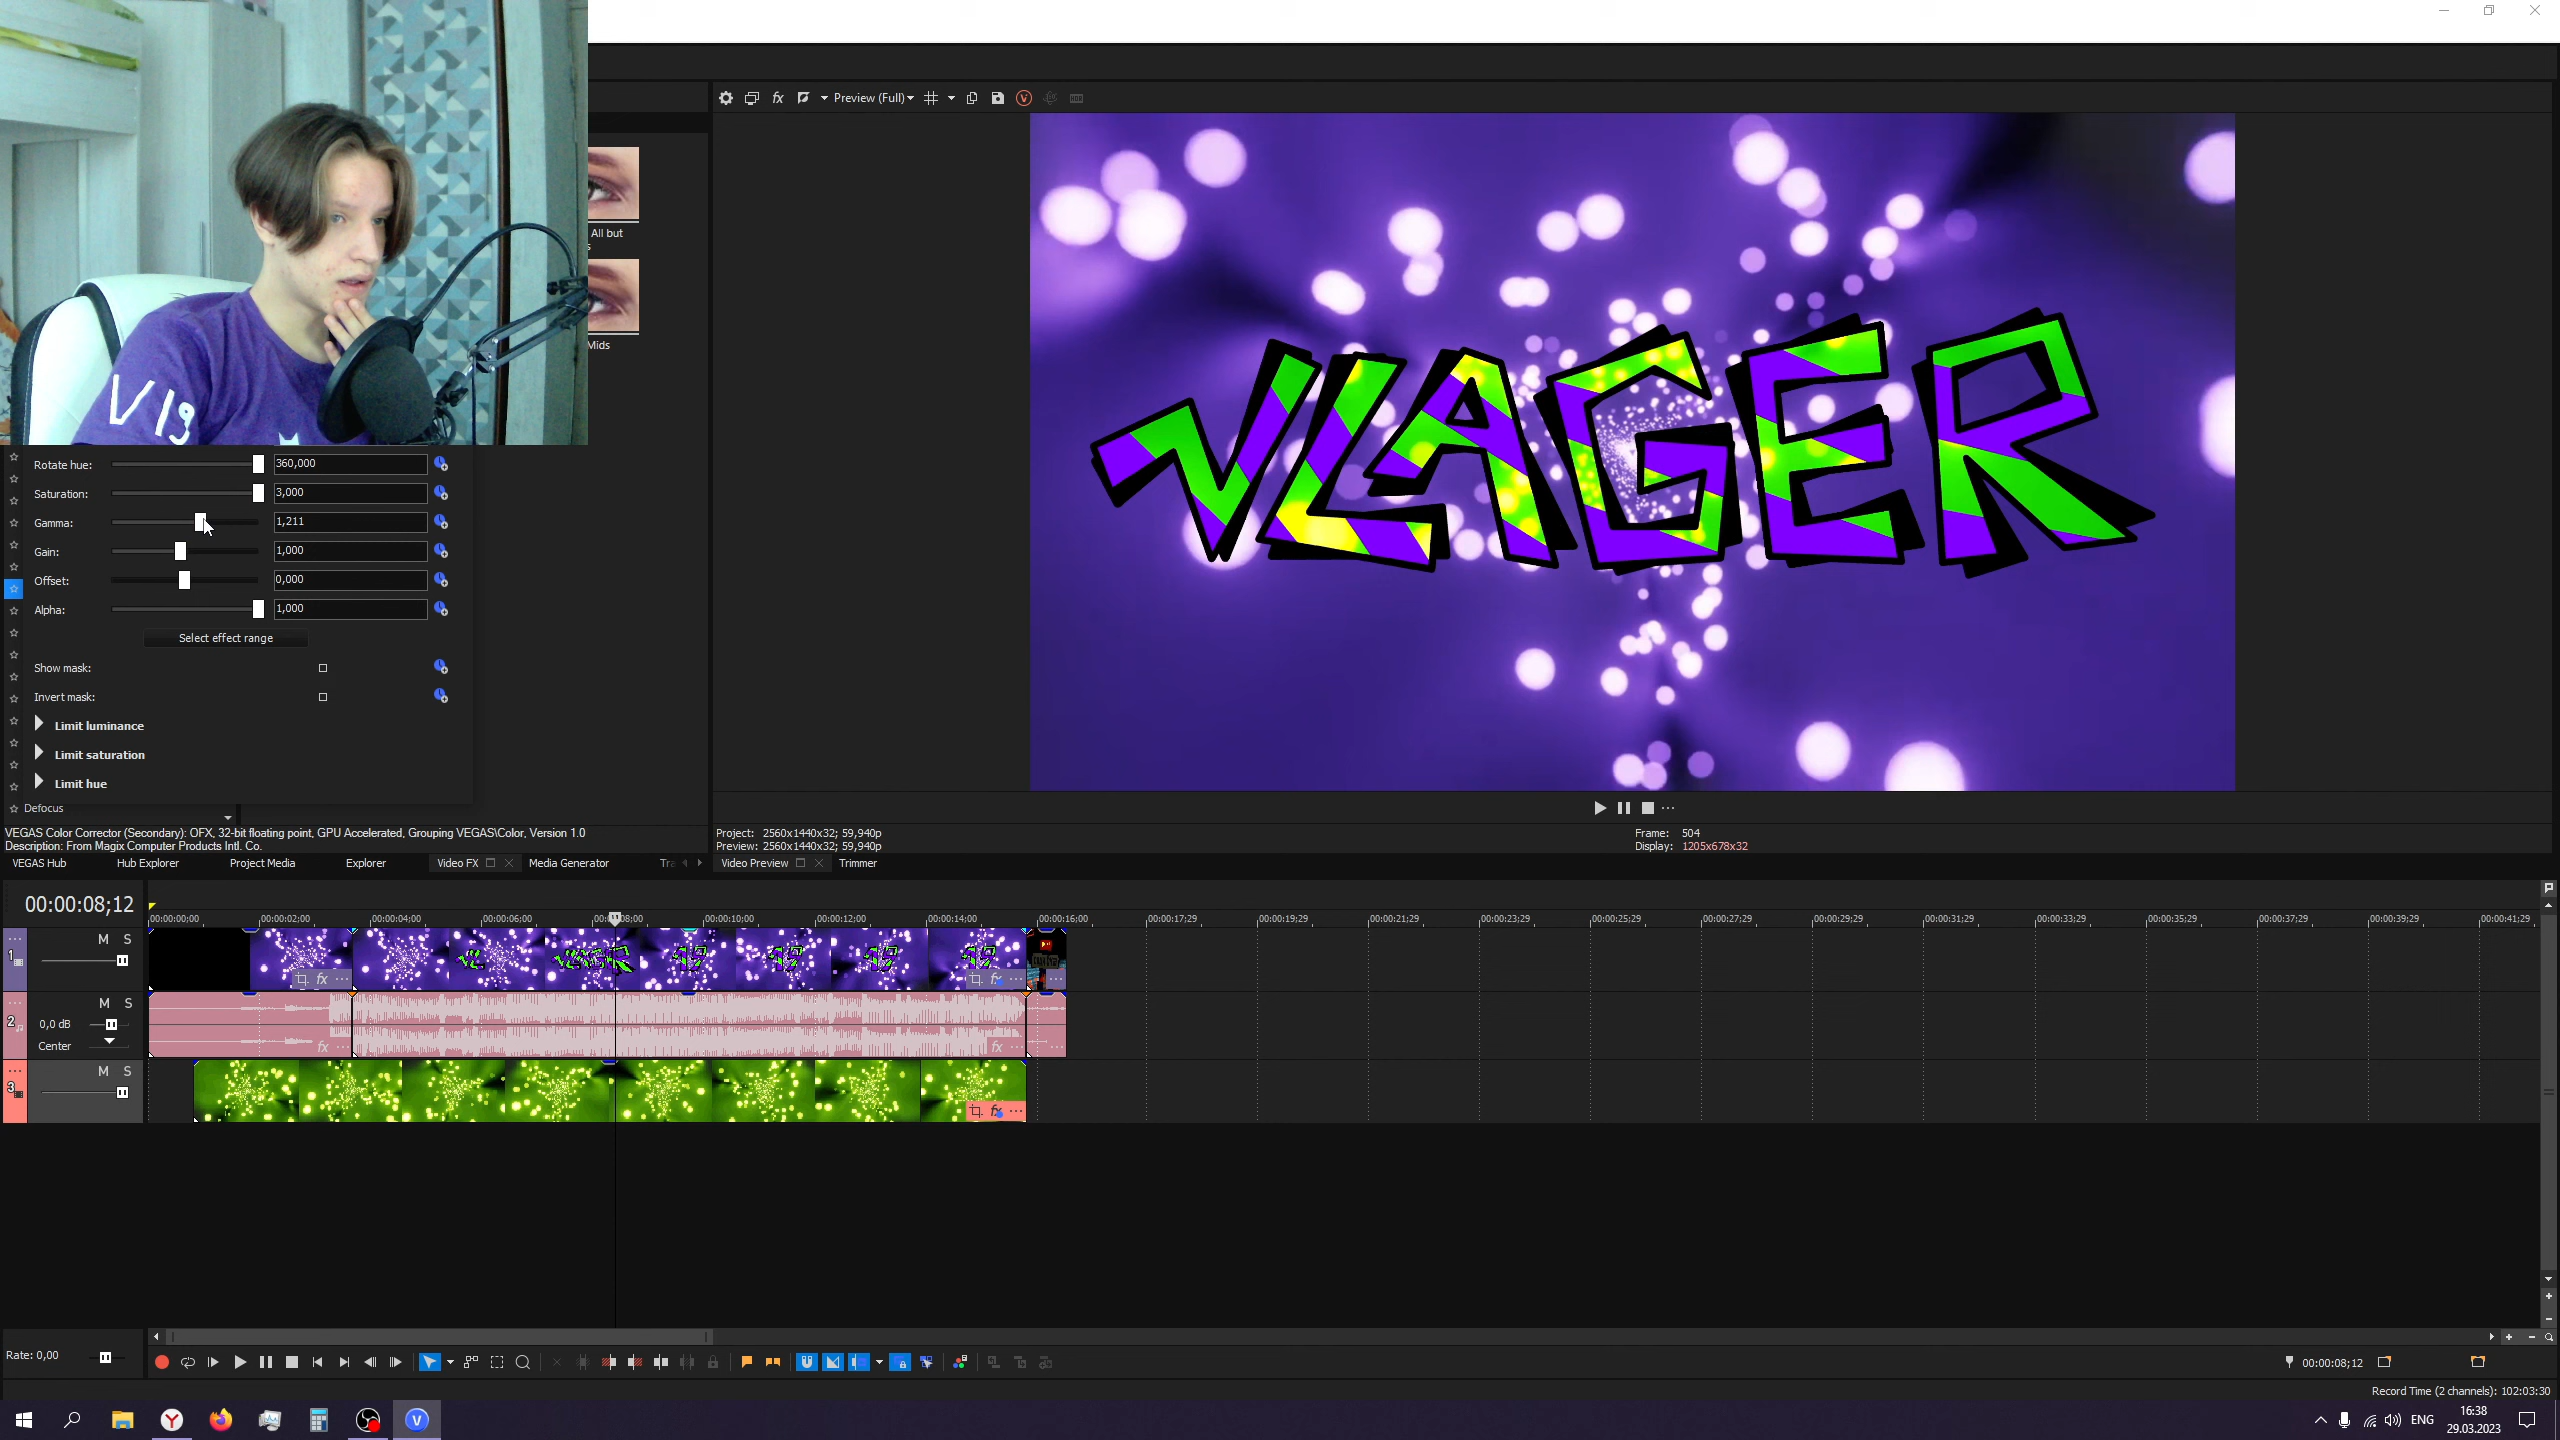 V19
Preview (Full)
VLAGER
All but
s
Mids
Rotate hue: 360,000
Saturation: 3,000
Gamma: 1,211
Gain: 1,000
Offset: 0,000
Alpha: 1,000
Select effect range
Show mask:
Invert mask:
Limit luminance
Limit saturation
Limit hue
Defocus
VEGAS Color Corrector (Secondary): OFX, 32-bit floating point, GPU Accelerated, Grouping VEGAS\Color, Version 1.0
Description: From Magix Computer Products Intl. Co.
Project: 2560x1440x32; 59,940p
Frame: 504
Preview: 2560x1440x32; 59,940p
Display: 1205x678x32
VEGAS Hub Hub Explorer Project Media Explorer Video FX Media Generator Tra Video Preview Trimmer
00:00:08;12
00:00:00;00 00:00:02;00 00:00:04;00 00:00:06;00 00:00:08;00 00:00:10;00 00:00:12;00 00:00:14;00 00:00:16;00 00:00:17;29 00:00:19;29 00:00:21;29 00:00:23;29 00:00:25;29 00:00:27;29 00:00:29;29 00:00:31;29 00:00:33;29 00:00:35;29 00:00:37;29 00:00:39;29 00:00:41;29
1 M S
fx
2 M S
0,0 dB
Center
fx fx
3 M S
fx
Rate: 0,00
00:00:08;12
Record Time (2 channels): 102:03:30
ENG
16:38
29.03.2023